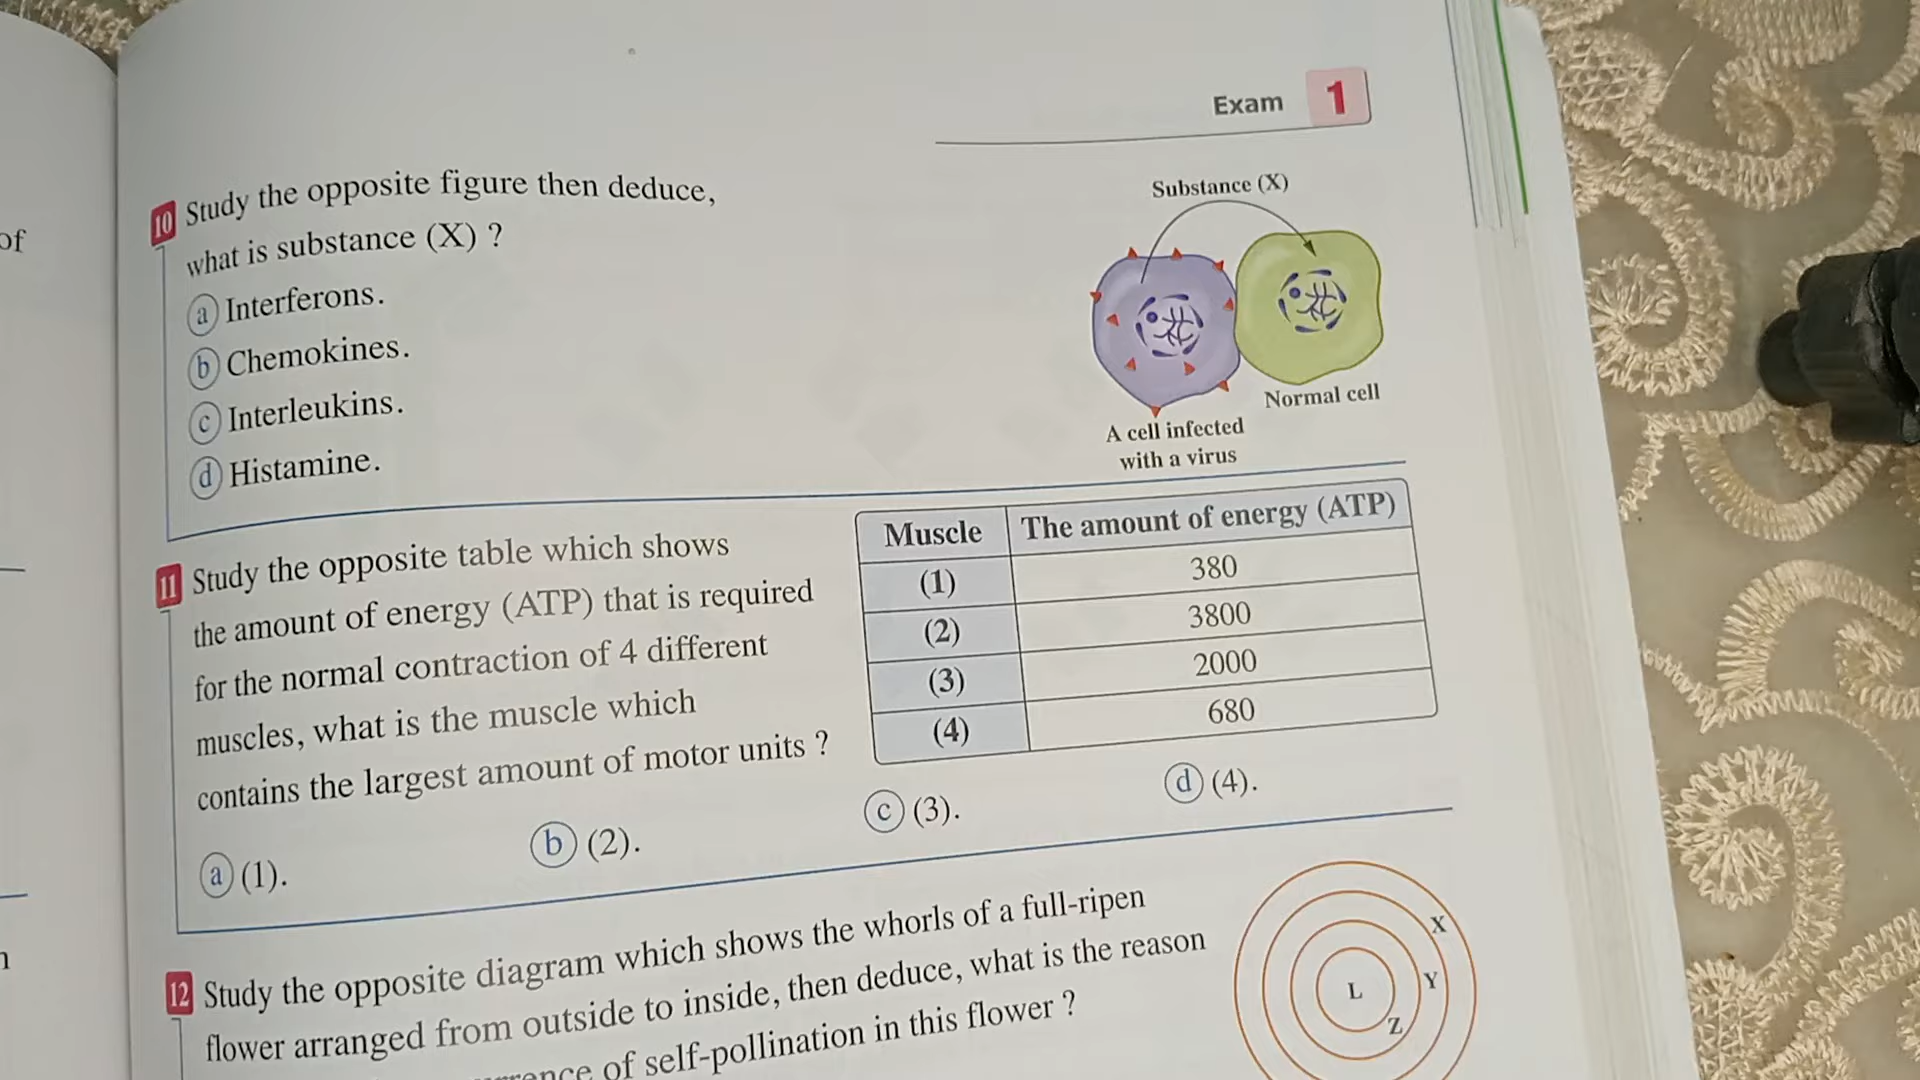 Exam 1
of
10 Study the opposite figure then deduce,
what is substance (X) ?
a Interferons.
b Chemokines.
c Interleukins.
d Histamine.
Substance (X)
Normal cell
A cell infected
with a virus
11 Study the opposite table which shows
the amount of energy (ATP) that is required
for the normal contraction of 4 different
muscles, what is the muscle which
contains the largest amount of motor units ?
Muscle The amount of energy (ATP)
(1) 380
(2) 3800
(3) 2000
(4) 680
a (1). b (2). c (3). d (4).
12 Study the opposite diagram which shows the whorls of a full-ripen
flower arranged from outside to inside, then deduce, what is the reason
of self-pollination in this flower ?
X
Y
L
Z